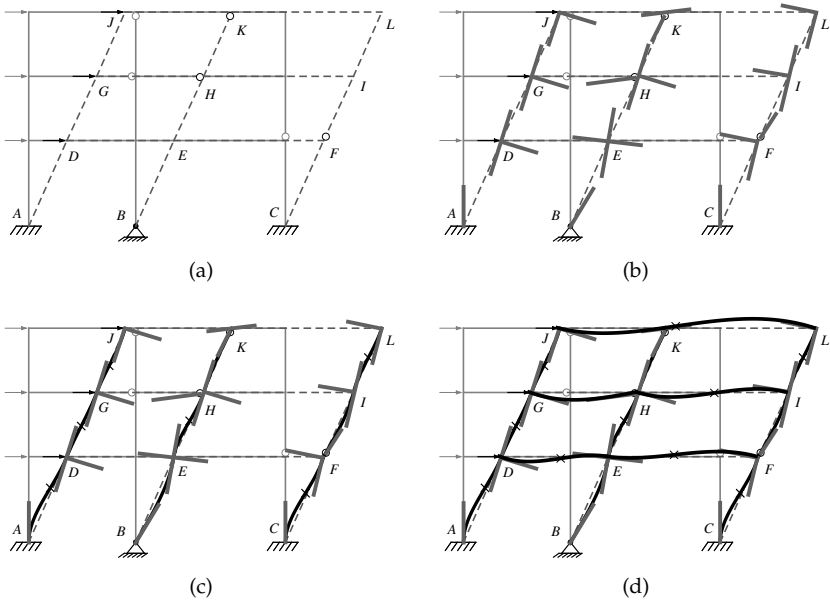 J K L
G H I
D E F
A B C
(a)
J K L
G H I
D E F
A B C
(b)
J K L
G H I
D E F
A B C
(c)
J K L
G H I
D E F
A B C
(d)